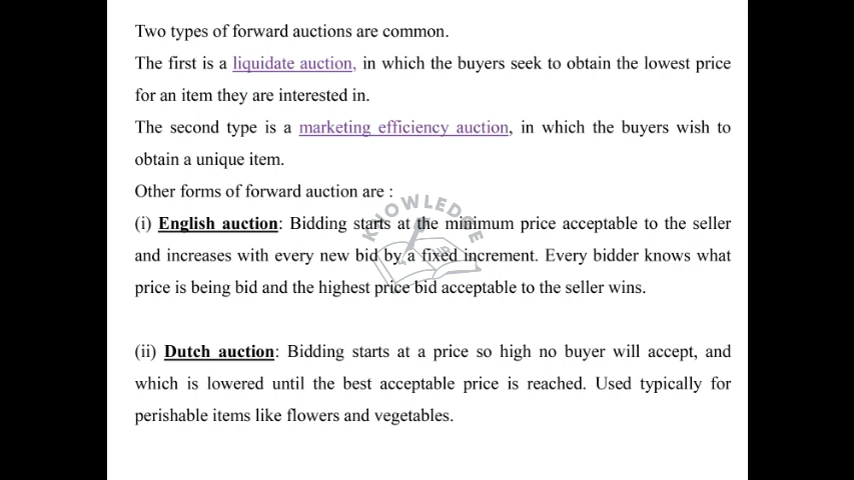 Two types of forward auctions are common.
The first is a liquidate auction, in which the buyers seek to obtain the lowest price
for an item they are interested in.
The second type is a marketing efficiency auction, in which the buyers wish to
obtain a unique item.
Other forms of forward auction are :
KNOWLEDGE
(i) English auction: Bidding starts at the minimum price acceptable to the seller
and increases with every new bid by a fixed increment. Every bidder knows what
price is being bid and the highest price bid acceptable to the seller wins.
(ii) Dutch auction: Bidding starts at a price so high no buyer will accept, and
which is lowered until the best acceptable price is reached. Used typically for
perishable items like flowers and vegetables.